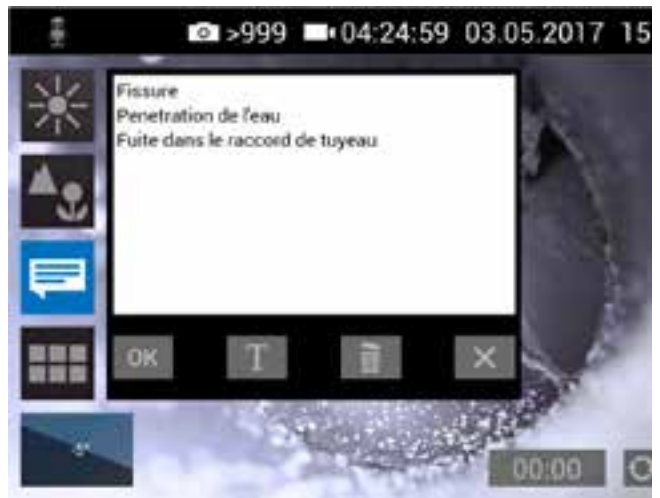 >999 04:24:59 03.05.2017 15
Fissure
Penetration de l'eau
Fuite dans le raccord de tuyeau
OK T
00:00